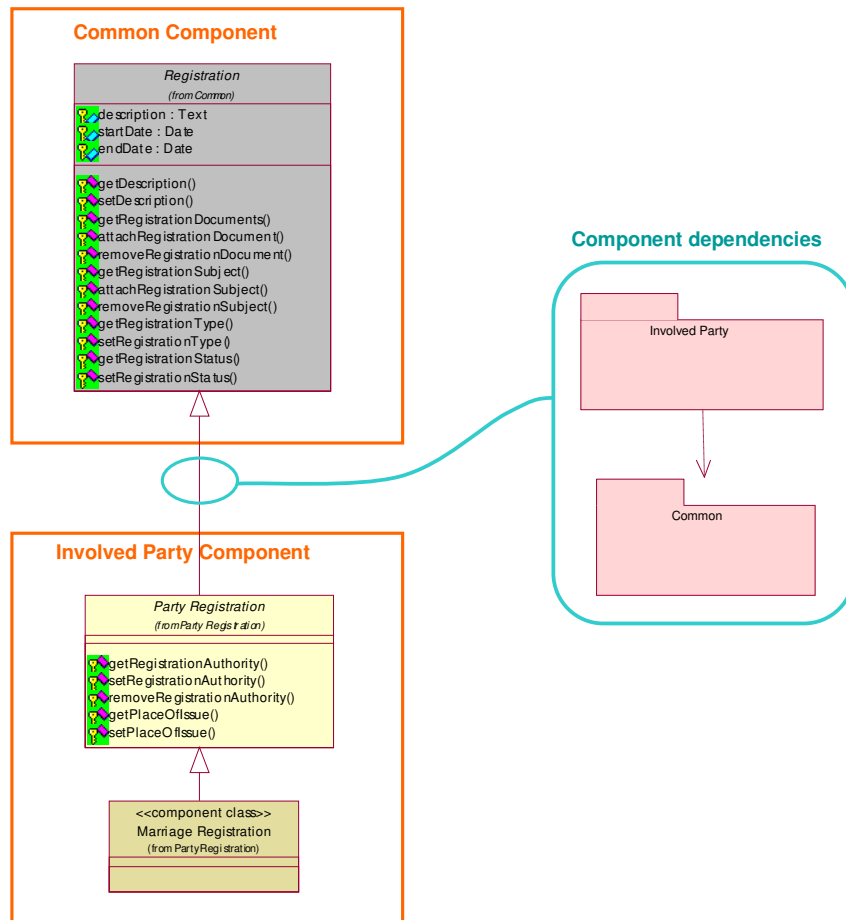 Common Component
Registration
(from Common)
description : Text
startDate : Date
endDate : Date
getDescription()
setDescription()
getRegistrationDocuments()
attachRegistrationDocument()
removeRegistrationDocument()
getRegistrationSubject()
attachRegistrationSubject()
removeRegistrationSubject()
getRegistrationType()
setRegistrationType()
getRegistrationStatus()
setRegistrationStatus()
Component dependencies
Involved Party
Common
Involved Party Component
Party Registration
(from Party Registration)
getRegistrationAuthority()
setRegistrationAuthority()
removeRegistrationAuthority()
getPlaceOfIssue()
setPlaceOfIssue()
<<component class>>
Marriage Registration
(from PartyRegistration)